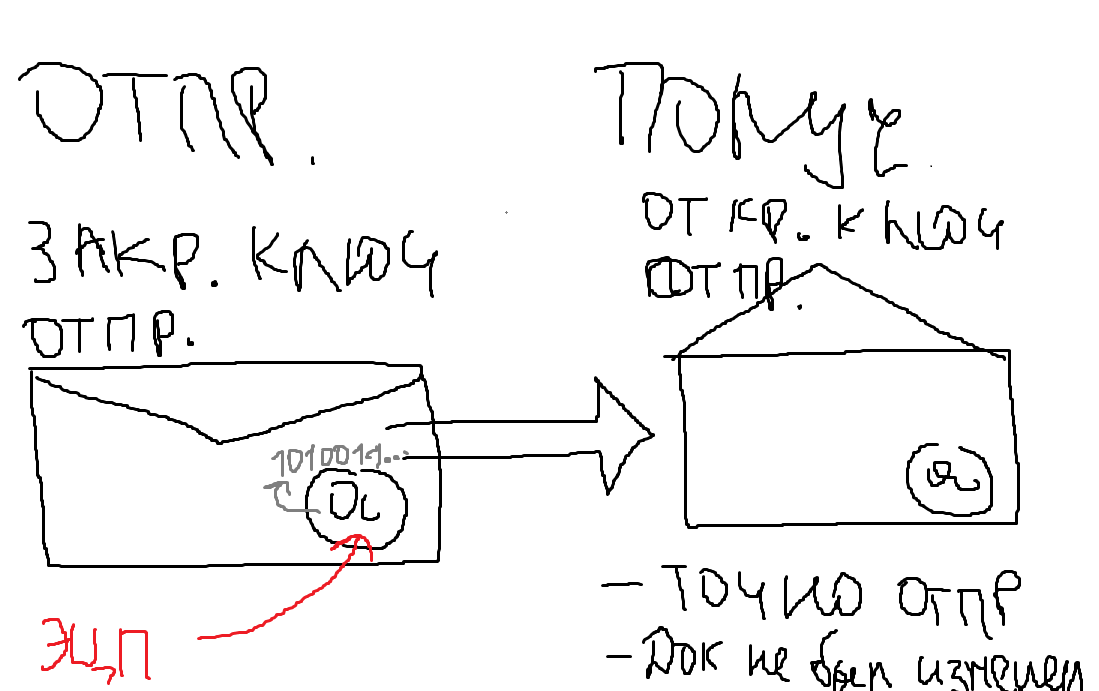 ОТПР.
ЗАКР. КЛЮЧ
ОТПР.
1010011...
ЭЦП
Получ.
ОТКР. КЛЮЧ
ОТПР.
- ТОЧНО ОТПР
- Док не был изменен